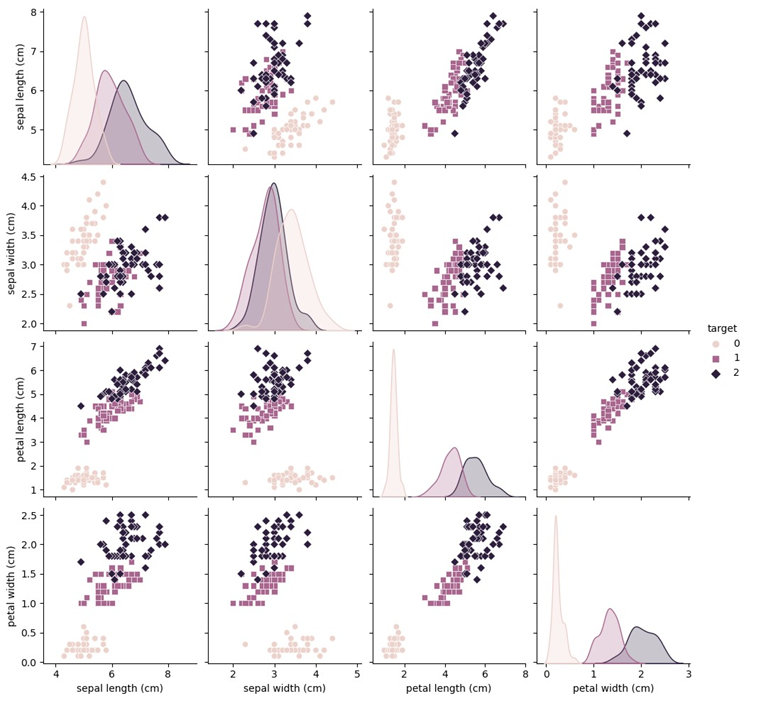 8
7
6
5
sepal length (cm)
4.5
4.0
3.5
3.0
2.5
2.0
sepal width (cm)
target
0
1
2
7
6
5
4
3
2
1
petal length (cm)
2.5
2.0
1.5
1.0
0.5
0.0
petal width (cm)
4 6 8
2 3 4 5
2 4 6 8
0 1 2 3
sepal length (cm)
sepal width (cm)
petal length (cm)
petal width (cm)